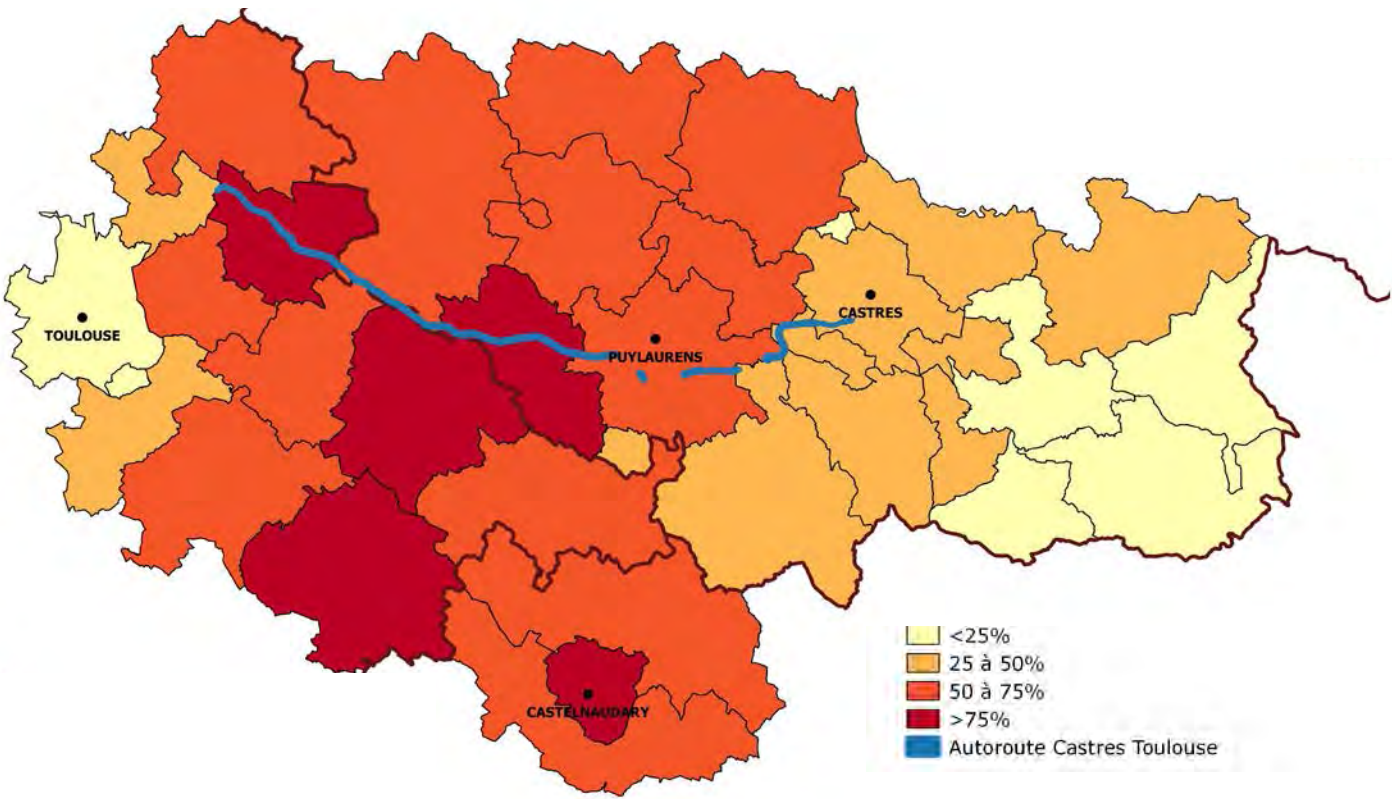 CASTRES
TOULOUSE
PUYLAURENS
CASTELNAUDARY
<25%
25 à 50%
50 à 75%
>75%
Autoroute Castres Toulouse